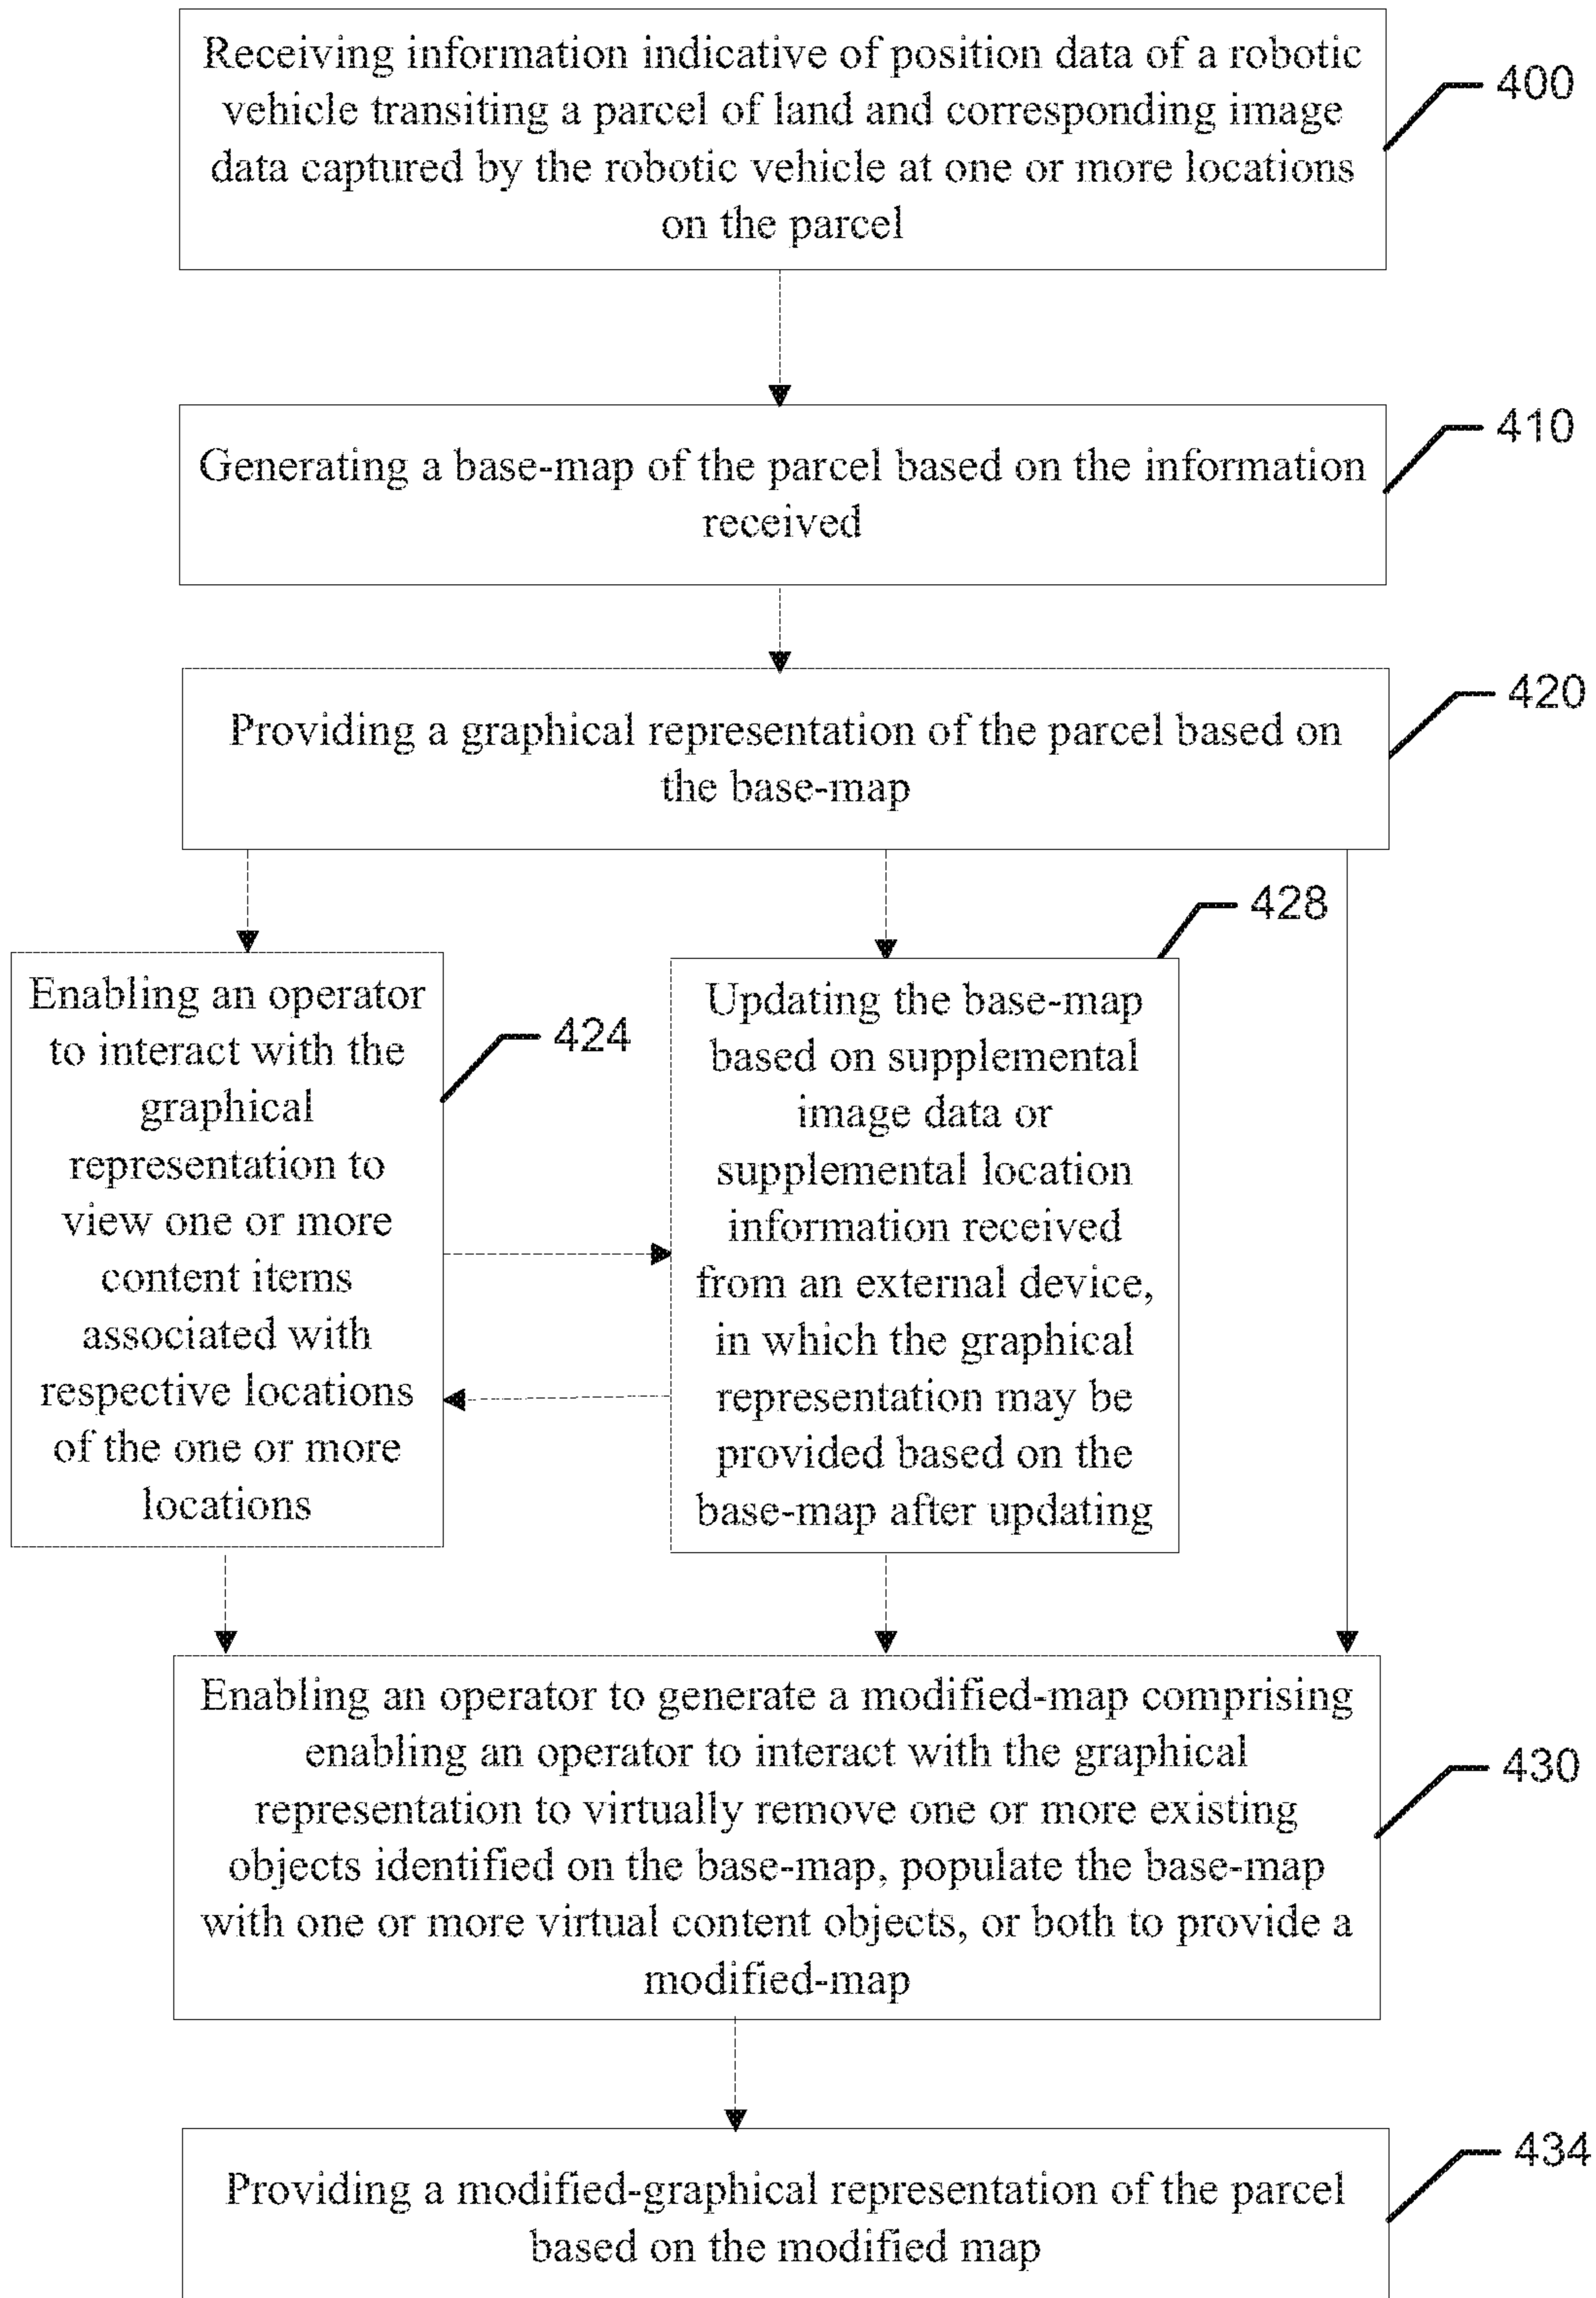 Receiving information indicative of position data of a robotic
vehicle transiting a parcel of land and corresponding image
data captured by the robotic vehicle at one or more locations
on the parcel
400
Generating a base-map of the parcel based on the information
received
410
Providing a graphical representation of the parcel based on
the base-map
420
Enabling an operator
to interact with the
graphical
representation to
view one or more
content items
associated with
respective locations
of the one or more
locations
424
Updating the base-map
based on supplemental
image data or
supplemental location
information received
from an external device,
in which the graphical
representation may be
provided based on the
base-map after updating
428
Enabling an operator to generate a modified-map comprising
enabling an operator to interact with the graphical
representation to virtually remove one or more existing
objects identified on the base-map, populate the base-map
with one or more virtual content objects, or both to provide a
modified-map
430
Providing a modified-graphical representation of the parcel
based on the modified map
434